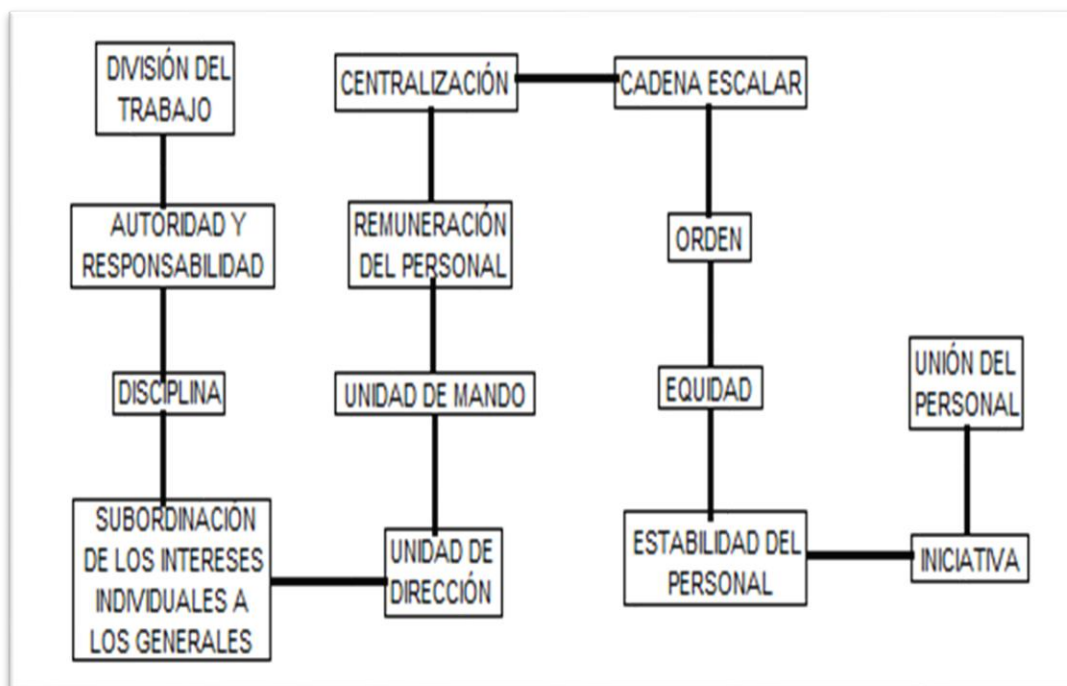 DIVISIÓN DEL
TRABAJO
AUTORIDAD Y
RESPONSABILIDAD
DISCIPLINA
SUBORDINACIÓN
DE LOS INTERESES
INDIVIDUALES A
LOS GENERALES
UNIDAD DE
DIRECCIÓN
UNIDAD DE MANDO
REMUNERACIÓN
DEL PERSONAL
CENTRALIZACIÓN
CADENA ESCALAR
ORDEN
EQUIDAD
ESTABILIDAD DEL
PERSONAL
INICIATIVA
UNIÓN DEL
PERSONAL